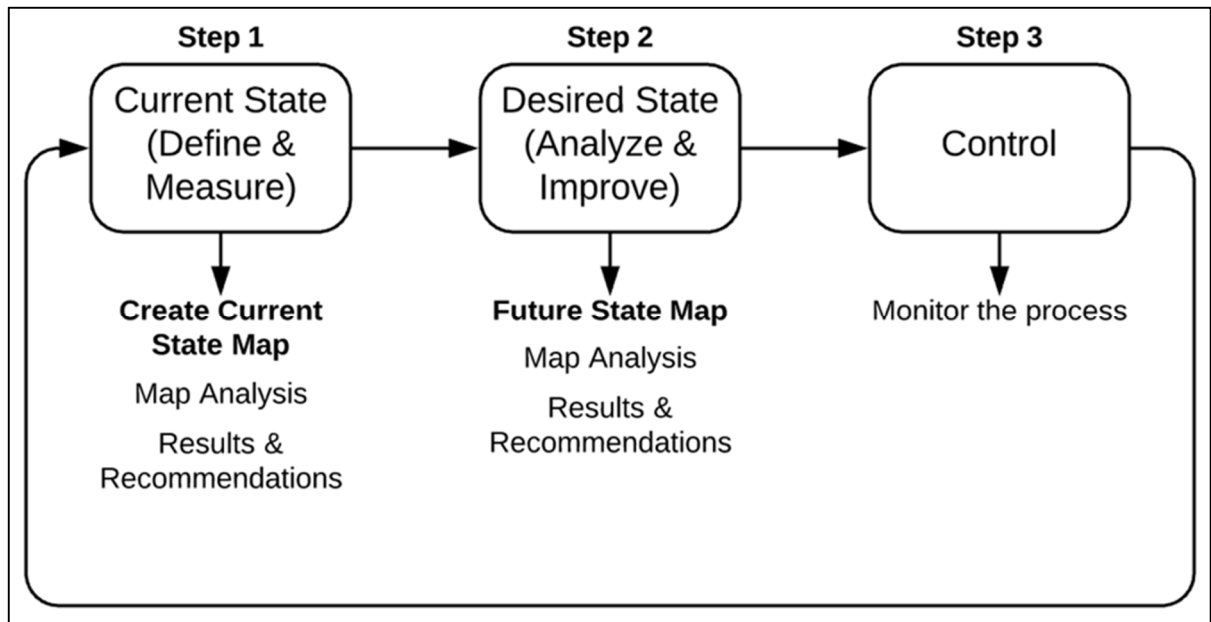 Step 1
Current State
(Define &
Measure)
Create Current
State Map
Map Analysis
Results &
Recommendations
Step 2
Desired State
(Analyze &
Improve)
Future State Map
Map Analysis
Results &
Recommendations
Step 3
Control
Monitor the process